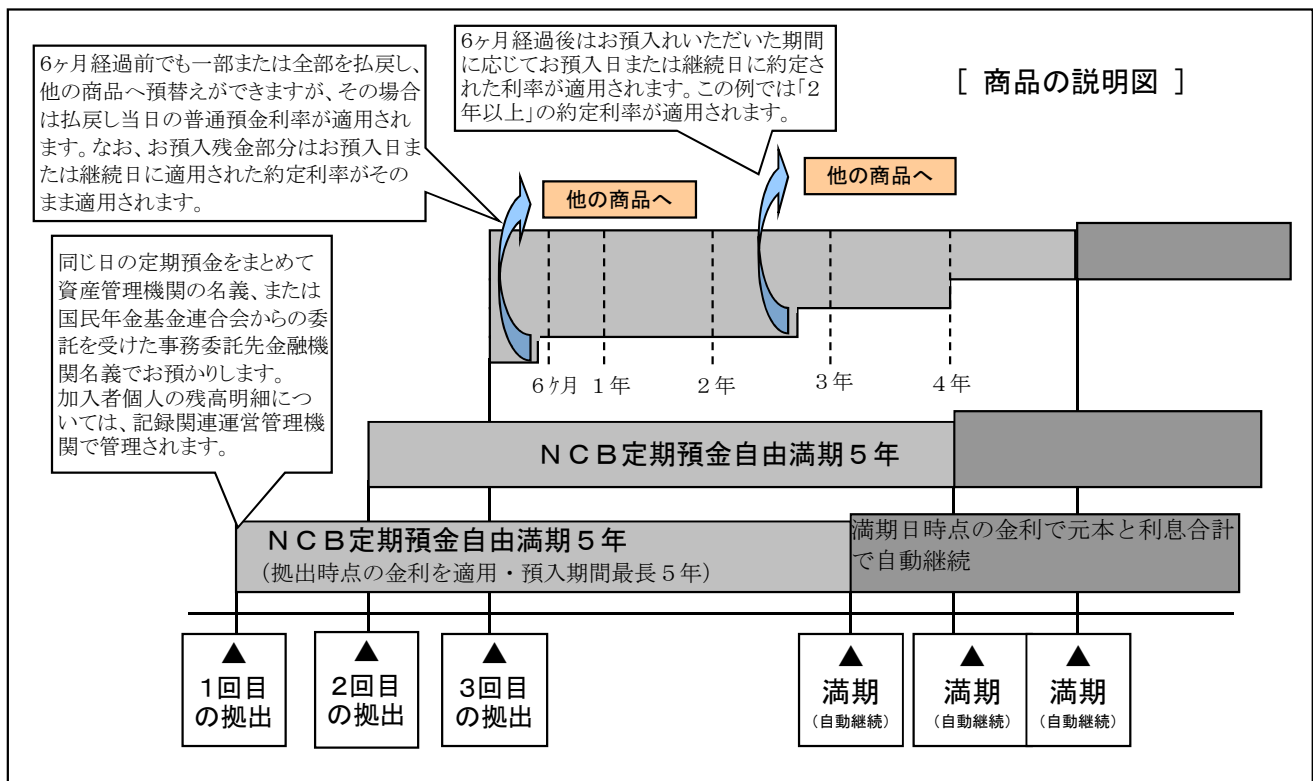 6ヶ月経過前でも一部または全部を払戻し、
他の商品へ預替えができますが、その場合
は払戻し当日の普通預金利率が適用され
ます。なお、お預入残金部分はお預入日ま
たは継続日に適用された約定利率がその
まま適用されます。
6ヶ月経過後はお預入れいただいた期間
に応じてお預入日または継続日に約定さ
れた利率が適用されます。この例では「2
年以上」の約定利率が適用されます。
[ 商品の説明図 ]
他の商品へ
他の商品へ
同じ日の定期預金をまとめて
資産管理機関の名義、または
国民年金基金連合会からの委
託を受けた事務委託先金融機
関名義でお預かりします。
加入者個人の残高明細につ
いては、記録関連運営管理機
関で管理されます。
6ヶ月 1年 2年 3年 4年
NCB定期預金自由満期5年
NCB定期預金自由満期5年
(拠出時点の金利を適用・預入期間最長5年)
満期日時点の金利で元本と利息合計
で自動継続
▲
1回目
の拠出
▲
2回目
の拠出
▲
3回目
の拠出
▲
満期
(自動継続)
▲
満期
(自動継続)
▲
満期
(自動継続)